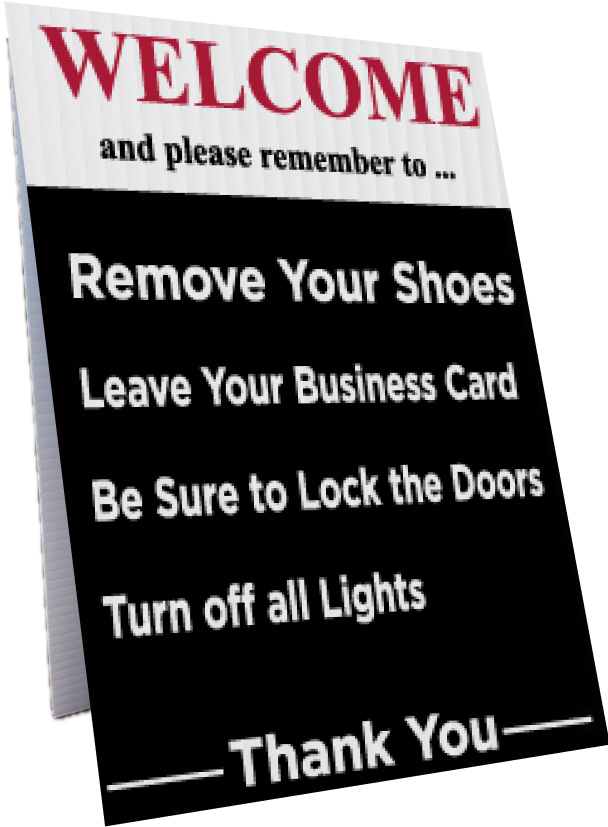 WELCOME
and please remember to ...
Remove Your Shoes
Leave Your Business Card
Be Sure to Lock the Doors
Turn off all Lights
Thank You